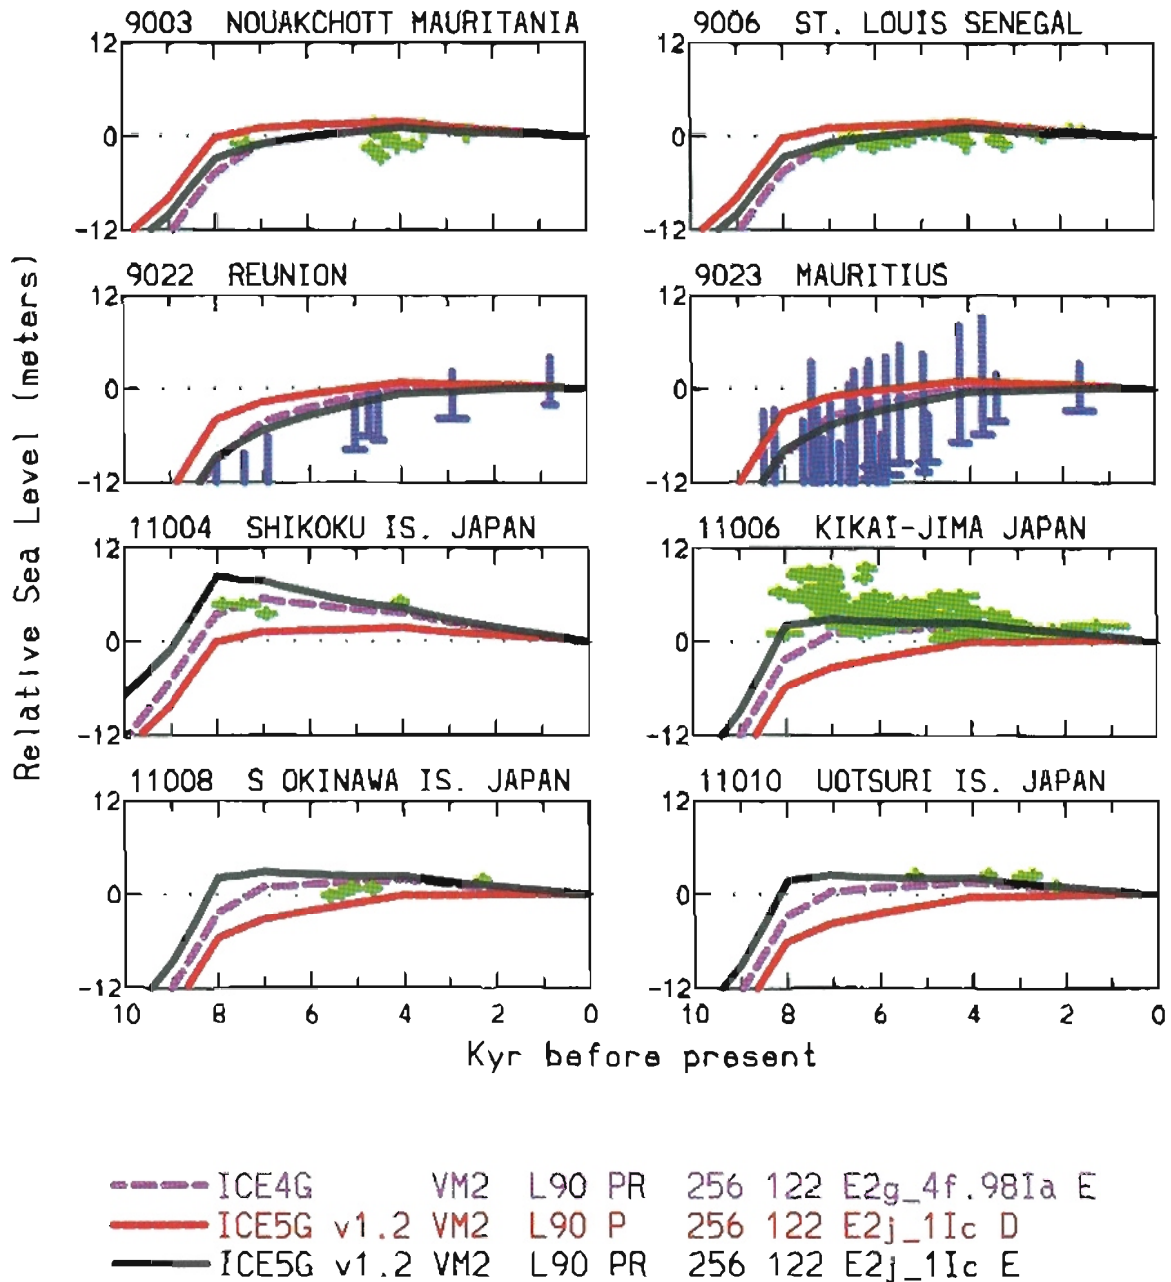 9003 NOUAKCHOTT MAURITANIA
9006 ST. LOUIS SENEGAL
12
0
-12
12
0
-12
9022 REUNION
9023 MAURITIUS
12
0
-12
12
0
-12
11004 SHIKOKU IS. JAPAN
11006 KIKAI-JIMA JAPAN
12
0
-12
12
0
-12
11008 S OKINAWA IS. JAPAN
11010 UOTSURI IS. JAPAN
12
0
-12
12
0
-12
10 8 6 4 2 0
10 8 6 4 2 0
Relative Sea Level (meters)
Kyr before present
ICE4G VM2 L90 PR 256 122 E2g_4f.98Ia E
ICE5G v1.2 VM2 L90 P 256 122 E2j_1Ic D
ICE5G v1.2 VM2 L90 PR 256 122 E2j_1Ic E